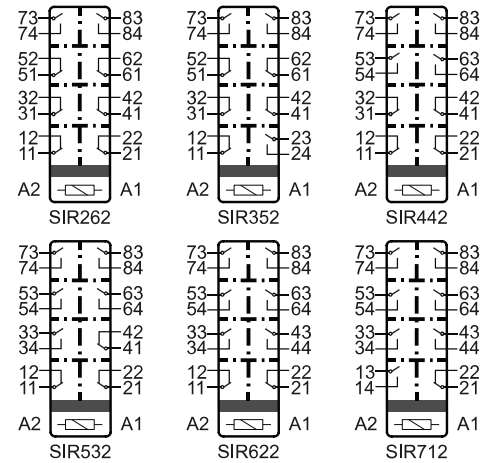 73 83 73 83 73 83
74 84 74 84 74 84
52 62 52 62 53 63
51 61 51 61 54 64
32 42 32 42 32 42
31 41 31 41 31 41
12 22 12 23 12 22
11 21 11 24 11 21
A2 A1 A2 A1 A2 A1
SIR262 SIR352 SIR442
73 83 73 83 73 83
74 84 74 84 74 84
53 63 53 63 53 63
54 64 54 64 54 64
33 42 33 43 33 43
34 41 34 44 34 44
12 22 12 22 13 22
11 21 11 21 14 21
A2 A1 A2 A1 A2 A1
SIR532 SIR622 SIR712